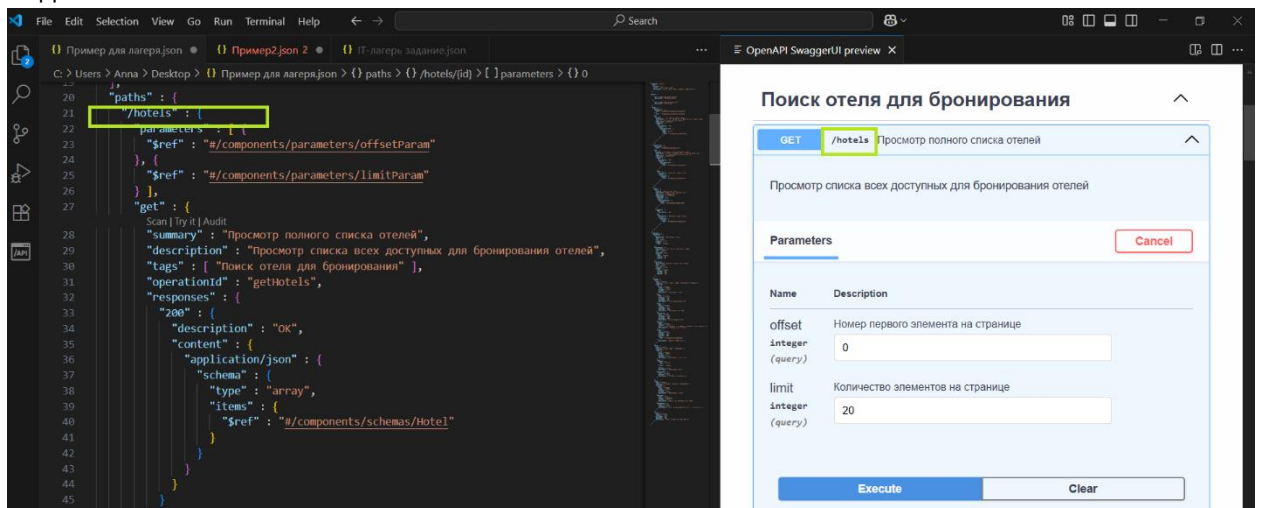 File Edit Selection View Go Run Terminal Help
Search
Пример для лагеря.json
Пример2.json 2
IT-лагерь задание.json
OpenAPI SwaggerUI preview
C: > Users > Anna > Desktop > {} Пример для лагеря.json > {} paths > {} /hotels/{id} > [ ] parameters > {} 0
2
20 "paths" : {
21 "/hotels" : {
22 "parameters" : [ {
23 "$ref" : "#/components/parameters/offsetParam"
24 }, {
25 "$ref" : "#/components/parameters/limitParam"
26 } ],
27 "get" : {
Scan | Try it | Audit
28 "summary" : "Просмотр полного списка отелей",
29 "description" : "Просмотр списка всех доступных для бронирования отелей",
30 "tags" : [ "Поиск отеля для бронирования" ],
31 "operationId" : "getHotels",
32 "responses" : {
33 "200" : {
34 "description" : "OK",
35 "content" : {
36 "application/json" : {
37 "schema" : {
38 "type" : "array",
39 "items" : {
40 "$ref" : "#/components/schemas/Hotel"
41 }
42 }
43 }
44 }
45 }
/API
Поиск отеля для бронирования
GET /hotels Просмотр полного списка отелей
Просмотр списка всех доступных для бронирования отелей
Parameters
Cancel
Name Description
offset Номер первого элемента на странице
integer
0
(query)
limit Количество элементов на странице
integer
20
(query)
Execute
Clear